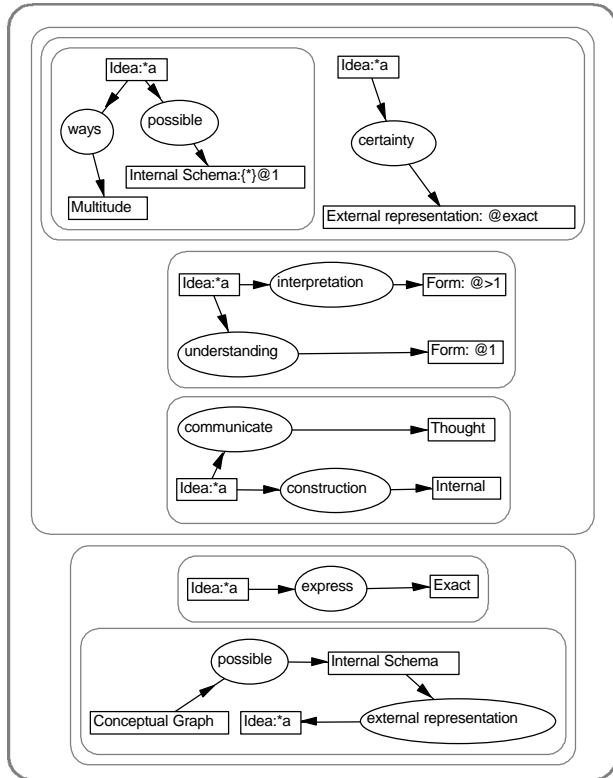 Idea:*a
Idea:*a
ways
possible
certainty
Internal Schema:{*}@1
Multitude
External representation: @exact
Idea:*a
interpretation
Form: @>1
understanding
Form: @1
communicate
Thought
Idea:*a
construction
Internal
Idea:*a
express
Exact
possible
Internal Schema
Conceptual Graph
Idea:*a
external representation